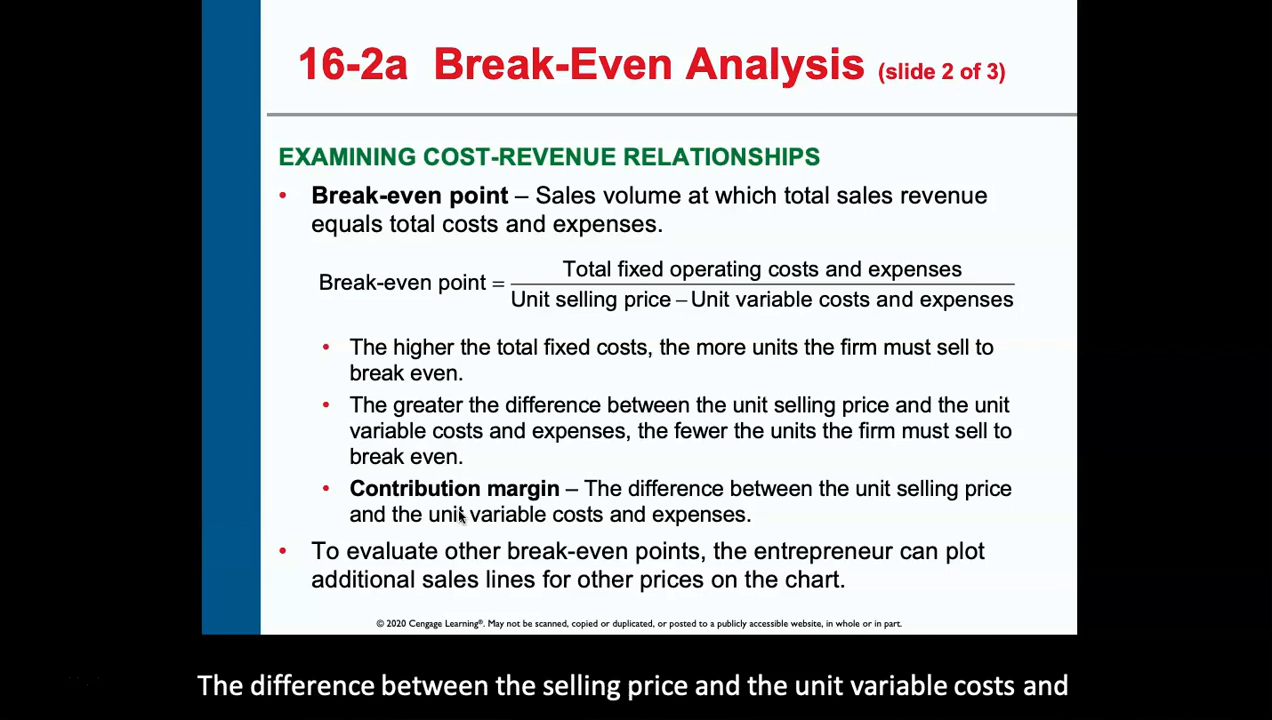 16-2a Break-Even Analysis (slide 2 of 3)
EXAMINING COST-REVENUE RELATIONSHIPS
• Break-even point – Sales volume at which total sales revenue
equals total costs and expenses.
Total fixed operating costs and expenses
Break-even point =
Unit selling price – Unit variable costs and expenses
• The higher the total fixed costs, the more units the firm must sell to
break even.
• The greater the difference between the unit selling price and the unit
variable costs and expenses, the fewer the units the firm must sell to
break even.
• Contribution margin – The difference between the unit selling price
and the unit variable costs and expenses.
• To evaluate other break-even points, the entrepreneur can plot
additional sales lines for other prices on the chart.
© 2020 Cengage Learning®. May not be scanned, copied or duplicated, or posted to a publicly accessible website, in whole or in part.
The difference between the selling price and the unit variable costs and